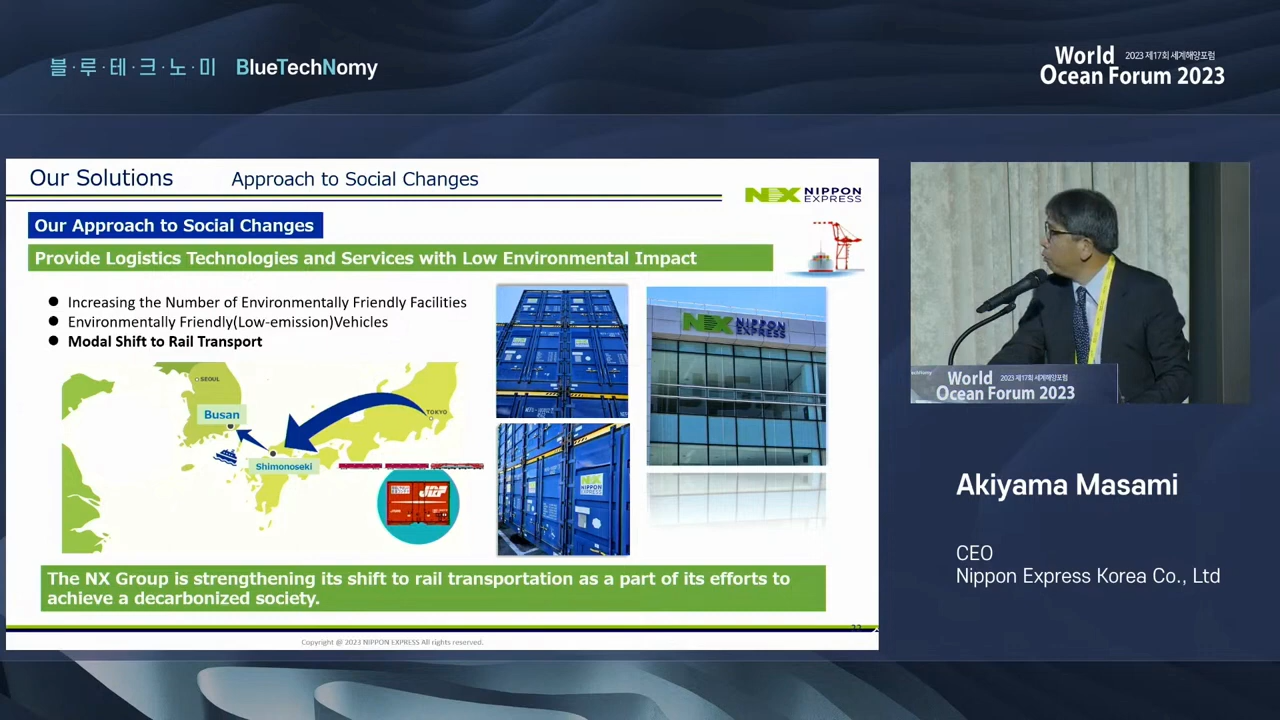 블·루·테·크·노·미 BlueTechNomy
World 2023 제17회 세계해양포럼
Ocean Forum 2023
Our Solutions Approach to Social Changes
NX NIPPON
EXPRESS
Our Approach to Social Changes
Provide Logistics Technologies and Services with Low Environmental Impact
● Increasing the Number of Environmentally Friendly Facilities
● Environmentally Friendly(Low-emission)Vehicles
● Modal Shift to Rail Transport
SEOUL
Busan
TOKYO
Shimonoseki
JRF
NX NIPPON
EXPRESS
NX
NIPPON
EXPRESS
The NX Group is strengthening its shift to rail transportation as a part of its efforts to
achieve a decarbonized society.
22
Copyright @ 2023 NIPPON EXPRESS All rights reserved.
World 2023 제17회 세계해양포럼
Ocean Forum 2023
Akiyama Masami
CEO
Nippon Express Korea Co., Ltd